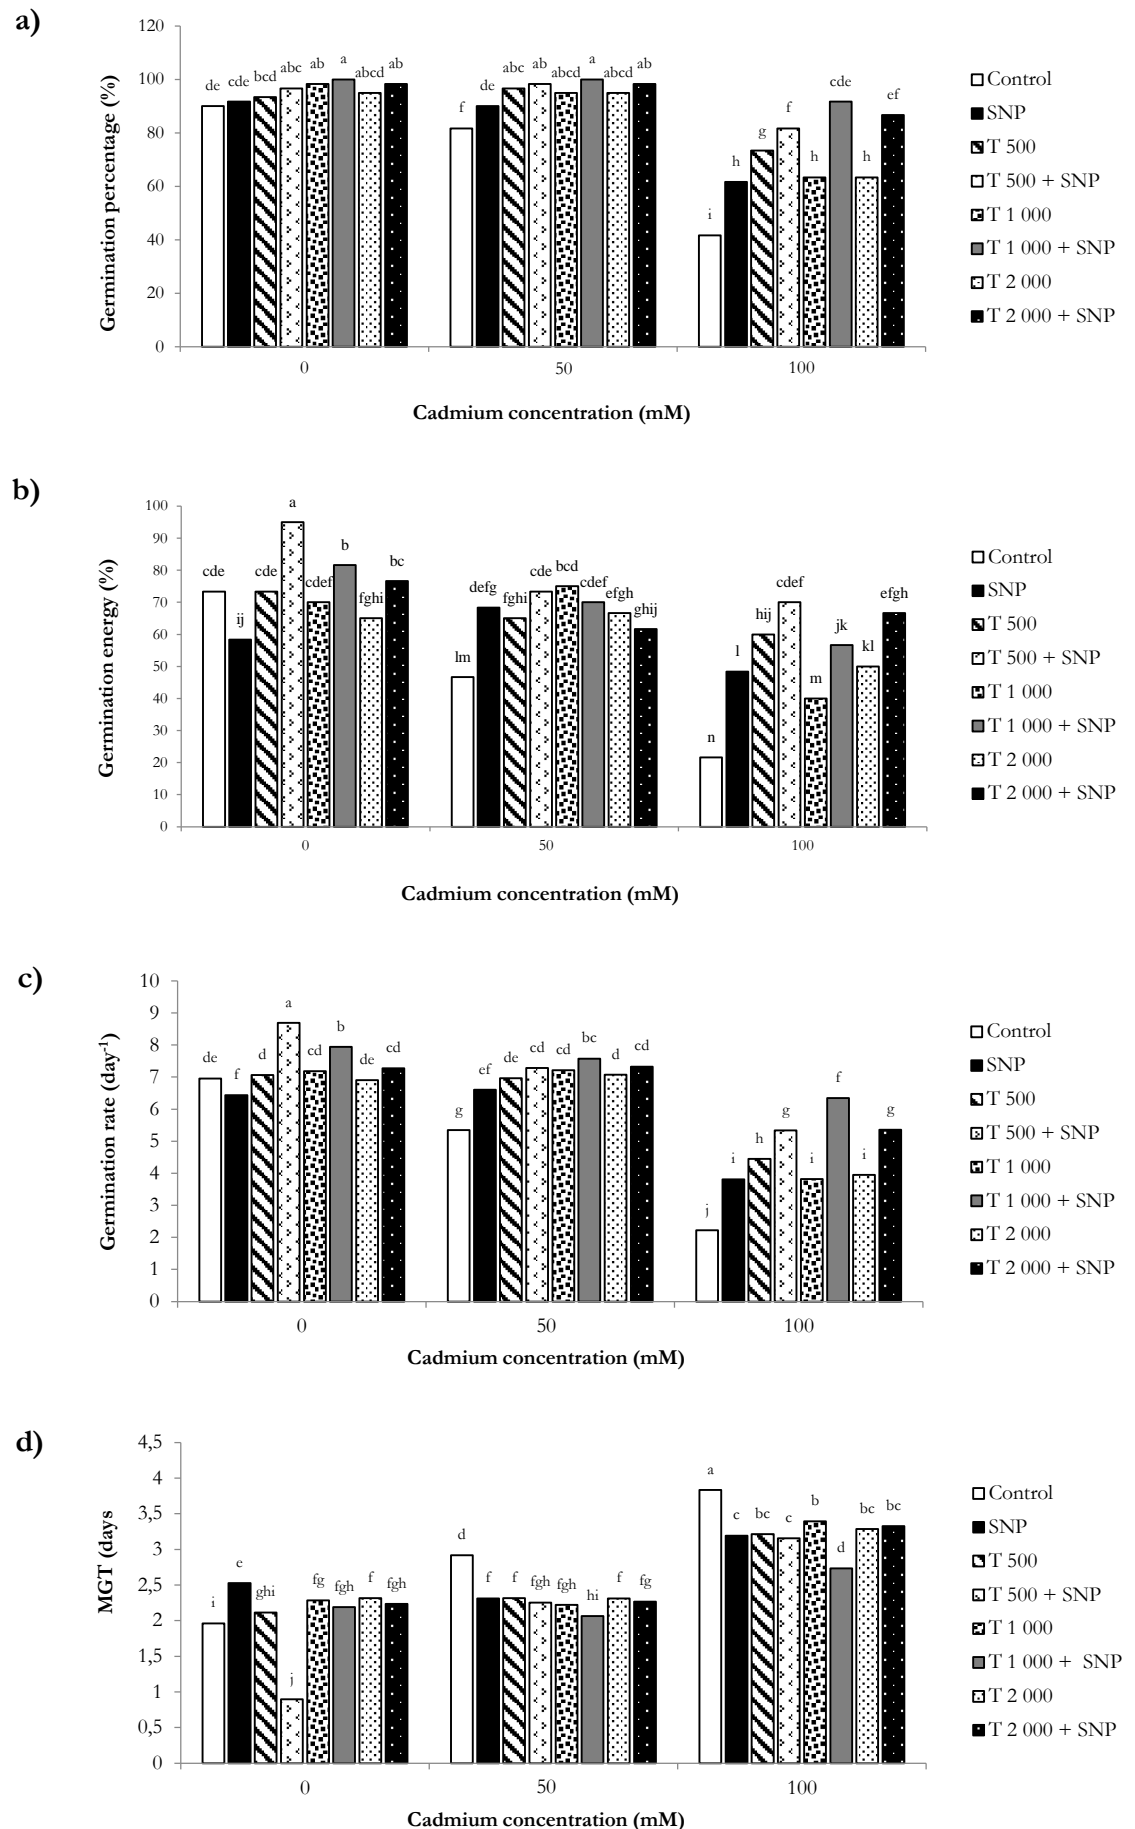 a)
120
100
80
60
40
20
0
Germination percentage (%)
de cde bcd abc ab a abcd ab
f de abc ab abcd a abcd ab
i h g f h cde h ef
0 50 100
Cadmium concentration (mM)
Control
SNP
T 500
T 500 + SNP
T 1 000
T 1 000 + SNP
T 2 000
T 2 000 + SNP
b)
100
90
80
70
60
50
40
30
20
10
0
Germination energy (%)
cde ij cde a cdef b fghi bc
lm defg fghi cde bcd cdef efgh ghij
n l hij cdef m jk kl efgh
0 50 100
Cadmium concentration (mM)
Control
SNP
T 500
T 500 + SNP
T 1 000
T 1 000 + SNP
T 2 000
T 2 000 + SNP
c)
10
9
8
7
6
5
4
3
2
1
0
Germination rate (day-1)
de f d a cd b de cd
g ef de cd cd bc d cd
j i h g i f i g
0 50 100
Cadmium concentration (mM)
Control
SNP
T 500
T 500 + SNP
T 1 000
T 1 000 + SNP
T 2 000
T 2 000 + SNP
d)
4,5
4
3,5
3
2,5
2
1,5
1
0,5
0
MGT (days
i e ghi j fg fgh f fgh
d f f fgh fgh hi f fg
a c bc c b d bc bc
0 50 100
Cadmium concentration (mM)
Control
SNP
T 500
T 500 + SNP
T 1 000
T 1 000 + SNP
T 2 000
T 2 000 + SNP